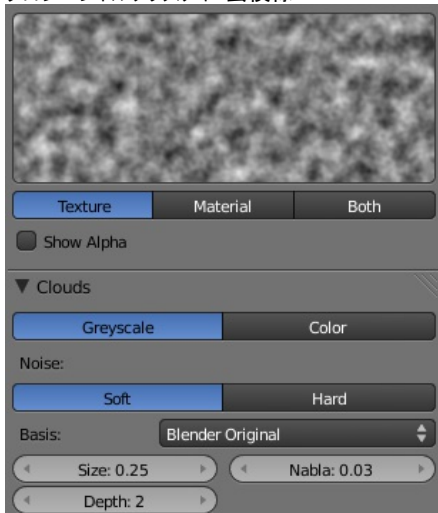 Texture Material Both
Show Alpha
Clouds
Greyscale Color
Noise:
Soft Hard
Basis: Blender Original
Size: 0.25 Nabla: 0.03
Depth: 2